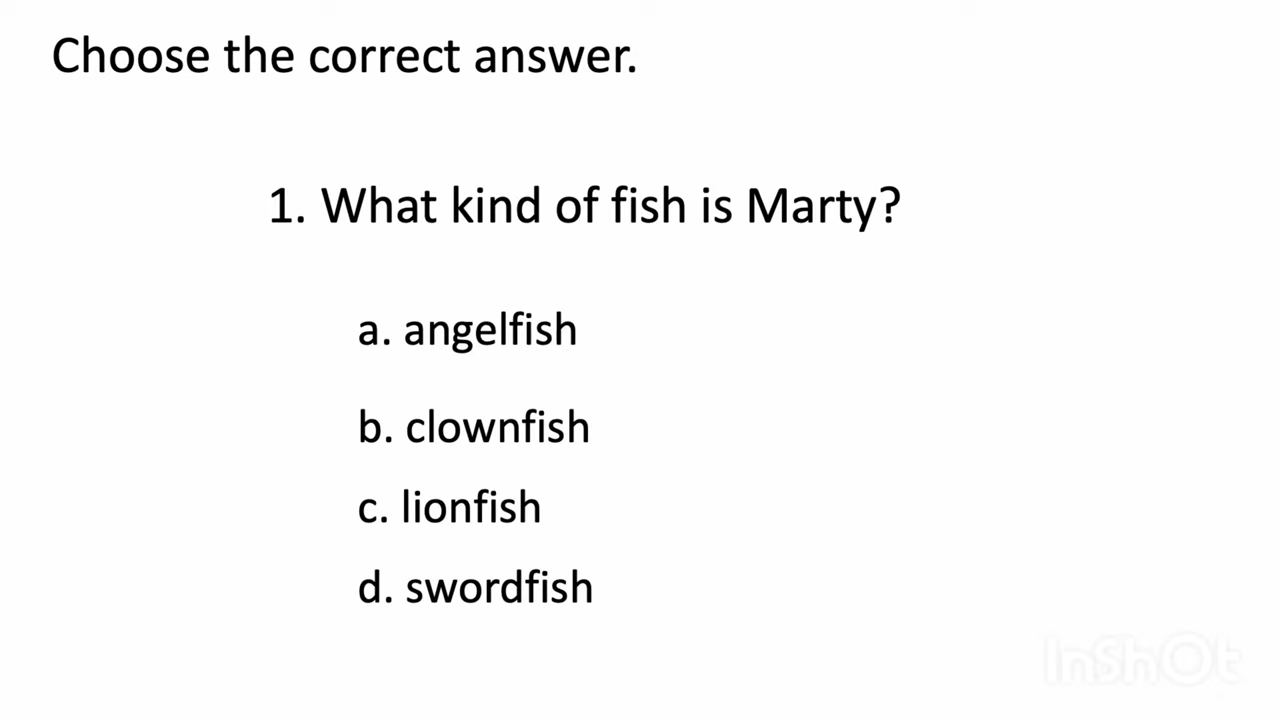 Choose the correct answer.
1. What kind of fish is Marty?
a. angelfish
b. clownfish
c. lionfish
d. swordfish
InShOt